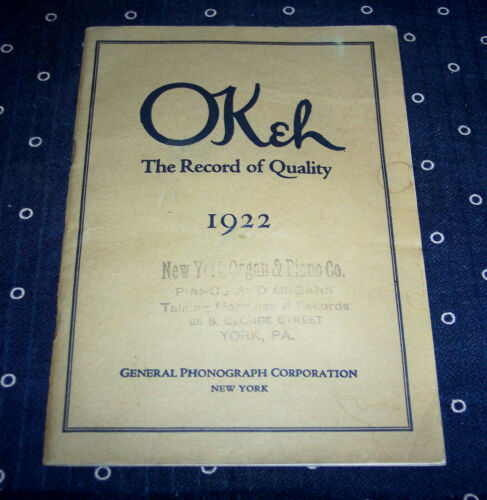 OKeh
The Record of Quality
1922
New York Organ & Piano Co.
PIANOS AND ORGANS
Talking Machines & Records
S. GEORGE STREET
YORK, PA.
GENERAL PHONOGRAPH CORPORATION
NEW YORK